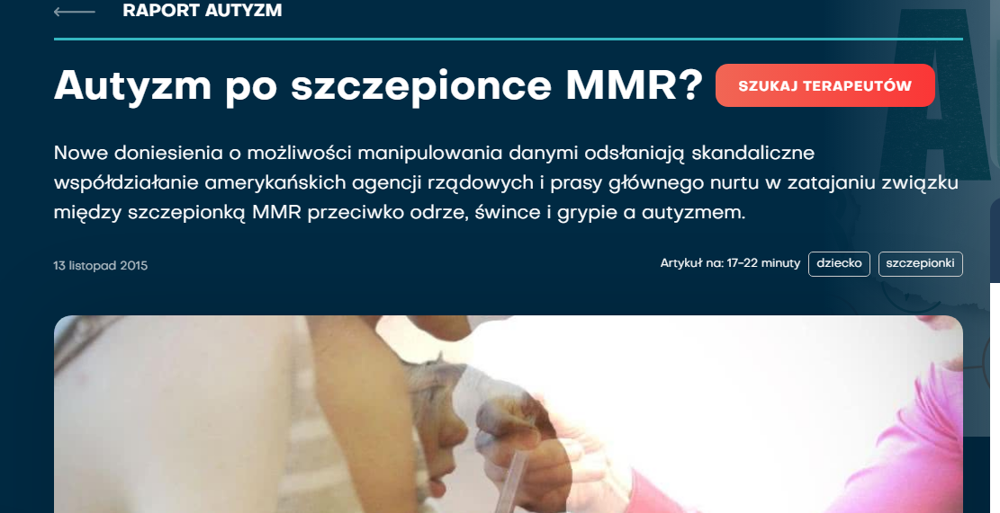 RAPORT AUTYZM
Autyzm po szczepionce MMR?
SZUKAJ TERAPEUTÓW
Nowe doniesienia o możliwości manipulowania danymi odsłaniają skandaliczne
współdziałanie amerykańskich agencji rządowych i prasy głównego nurtu w zatajaniu związku
między szczepionką MMR przeciwko odrze, śwince i grypie a autyzmem.
13 listopad 2015
Artykuł na: 17-22 minuty
dziecko
szczepionki
A